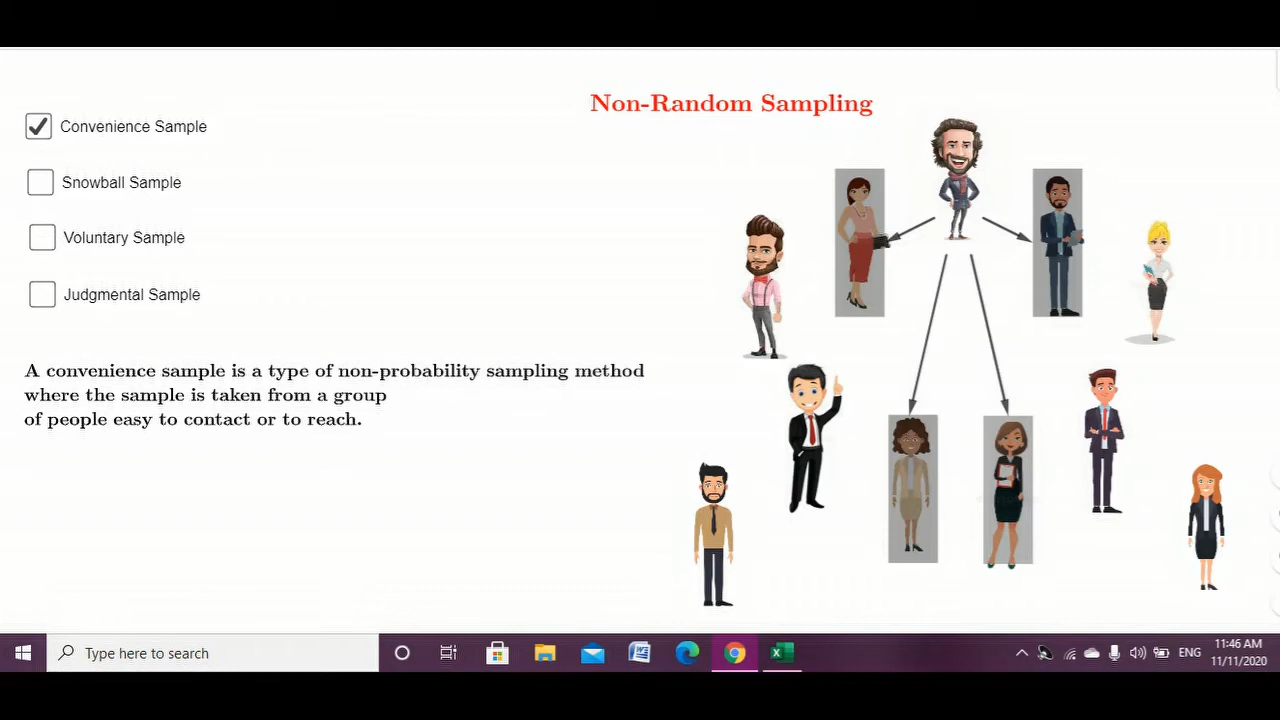 Non-Random Sampling
Convenience Sample
Snowball Sample
Voluntary Sample
Judgmental Sample
A convenience sample is a type of non-probability sampling method
where the sample is taken from a group
of people easy to contact or to reach.
Type here to search
ENG
11:46 AM
11/11/2020